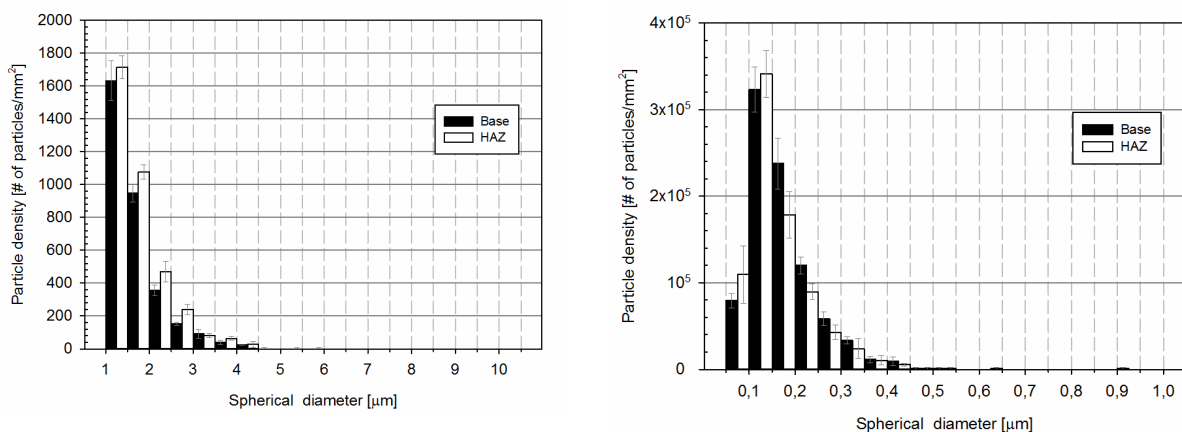 Particle density [# of particles/mm²]
2000
1800
1600
1400
1200
1000
800
600
400
200
0
Base
HAZ
1 2 3 4 5 6 7 8 9 10
Spherical diameter [μm]
Particle density [# of particles/mm²]
4x10⁵
3x10⁵
2x10⁵
10⁵
0
Base
HAZ
0,1 0,2 0,3 0,4 0,5 0,6 0,7 0,8 0,9 1,0
Spherical diameter [μm]